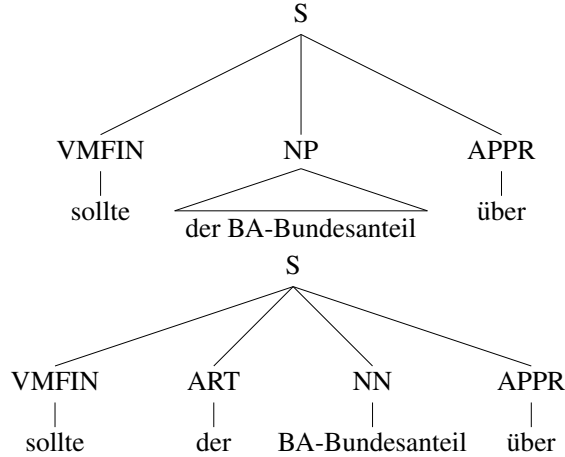 S
VMFIN NP APPR
sollte der BA-Bundesanteil über
S
VMFIN ART NN APPR
sollte der BA-Bundesanteil über